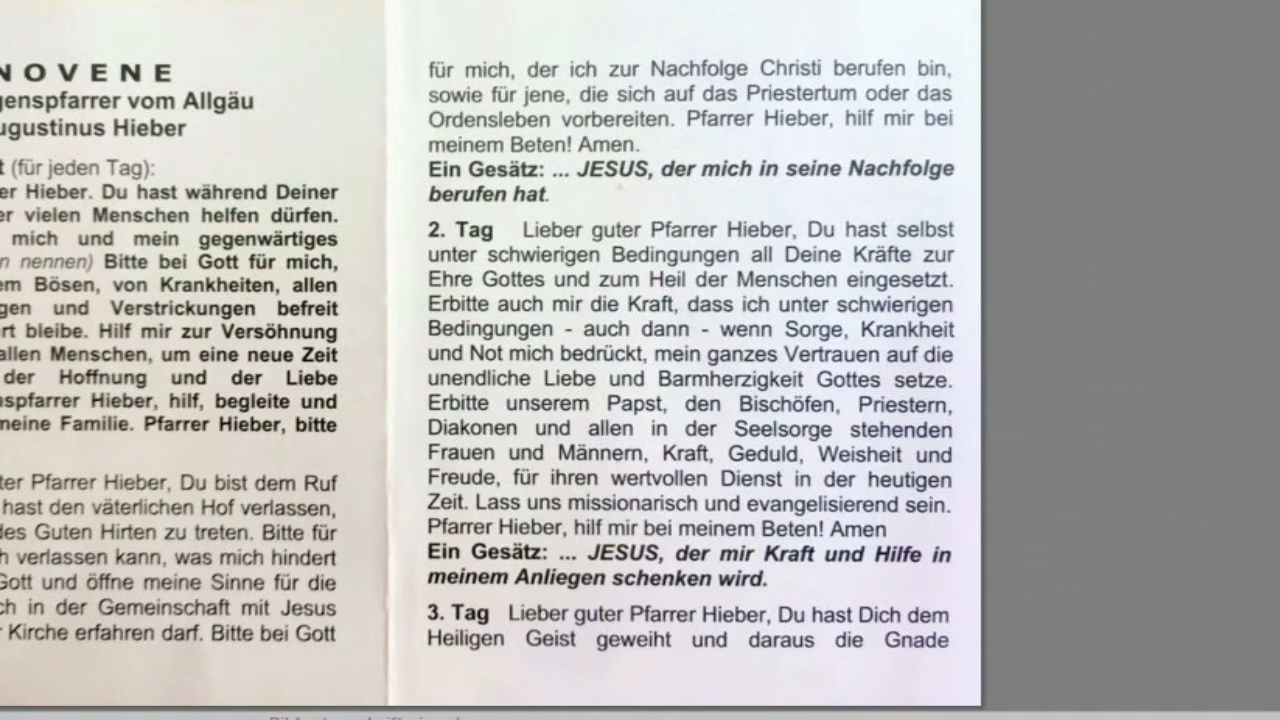 NOVENE
vom Allgäu
Hieber
(für jeden Tag):
Hieber. Du hast während Deiner
vielen Menschen helfen dürfen.
mich und mein gegenwärtiges
nennen) Bitte bei Gott für mich,
Bösen, von Krankheiten, allen
und Verstrickungen befreit
bleibe. Hilf mir zur Versöhnung
allen Menschen, um eine neue Zeit
der Hoffnung und der Liebe
Hieber, hilf, begleite und
meine Familie. Pfarrer Hieber, bitte
Pfarrer Hieber, Du bist dem Ruf
hast den väterlichen Hof verlassen,
des Guten Hirten zu treten. Bitte für
verlassen kann, was mich hindert
Gott und öffne meine Sinne für die
in der Gemeinschaft mit Jesus
Kirche erfahren darf. Bitte bei Gott
für mich, der ich zur Nachfolge Christi berufen bin,
sowie für jene, die sich auf das Priestertum oder das
Ordensleben vorbereiten. Pfarrer Hieber, hilf mir bei
meinem Beten! Amen.
Ein Gesätz: ... JESUS, der mich in seine Nachfolge
berufen hat.
2. Tag Lieber guter Pfarrer Hieber, Du hast selbst
unter schwierigen Bedingungen all Deine Kräfte zur
Ehre Gottes und zum Heil der Menschen eingesetzt.
Erbitte auch mir die Kraft, dass ich unter schwierigen
Bedingungen - auch dann - wenn Sorge, Krankheit
und Not mich bedrückt, mein ganzes Vertrauen auf die
unendliche Liebe und Barmherzigkeit Gottes setze.
Erbitte unserem Papst, den Bischöfen, Priestern,
Diakonen und allen in der Seelsorge stehenden
Frauen und Männern, Kraft, Geduld, Weisheit und
Freude, für ihren wertvollen Dienst in der heutigen
Zeit. Lass uns missionarisch und evangelisierend sein.
Pfarrer Hieber, hilf mir bei meinem Beten! Amen
Ein Gesätz: ... JESUS, der mir Kraft und Hilfe in
meinem Anliegen schenken wird.
3. Tag Lieber guter Pfarrer Hieber, Du hast Dich dem
Heiligen Geist geweiht und daraus die Gnade